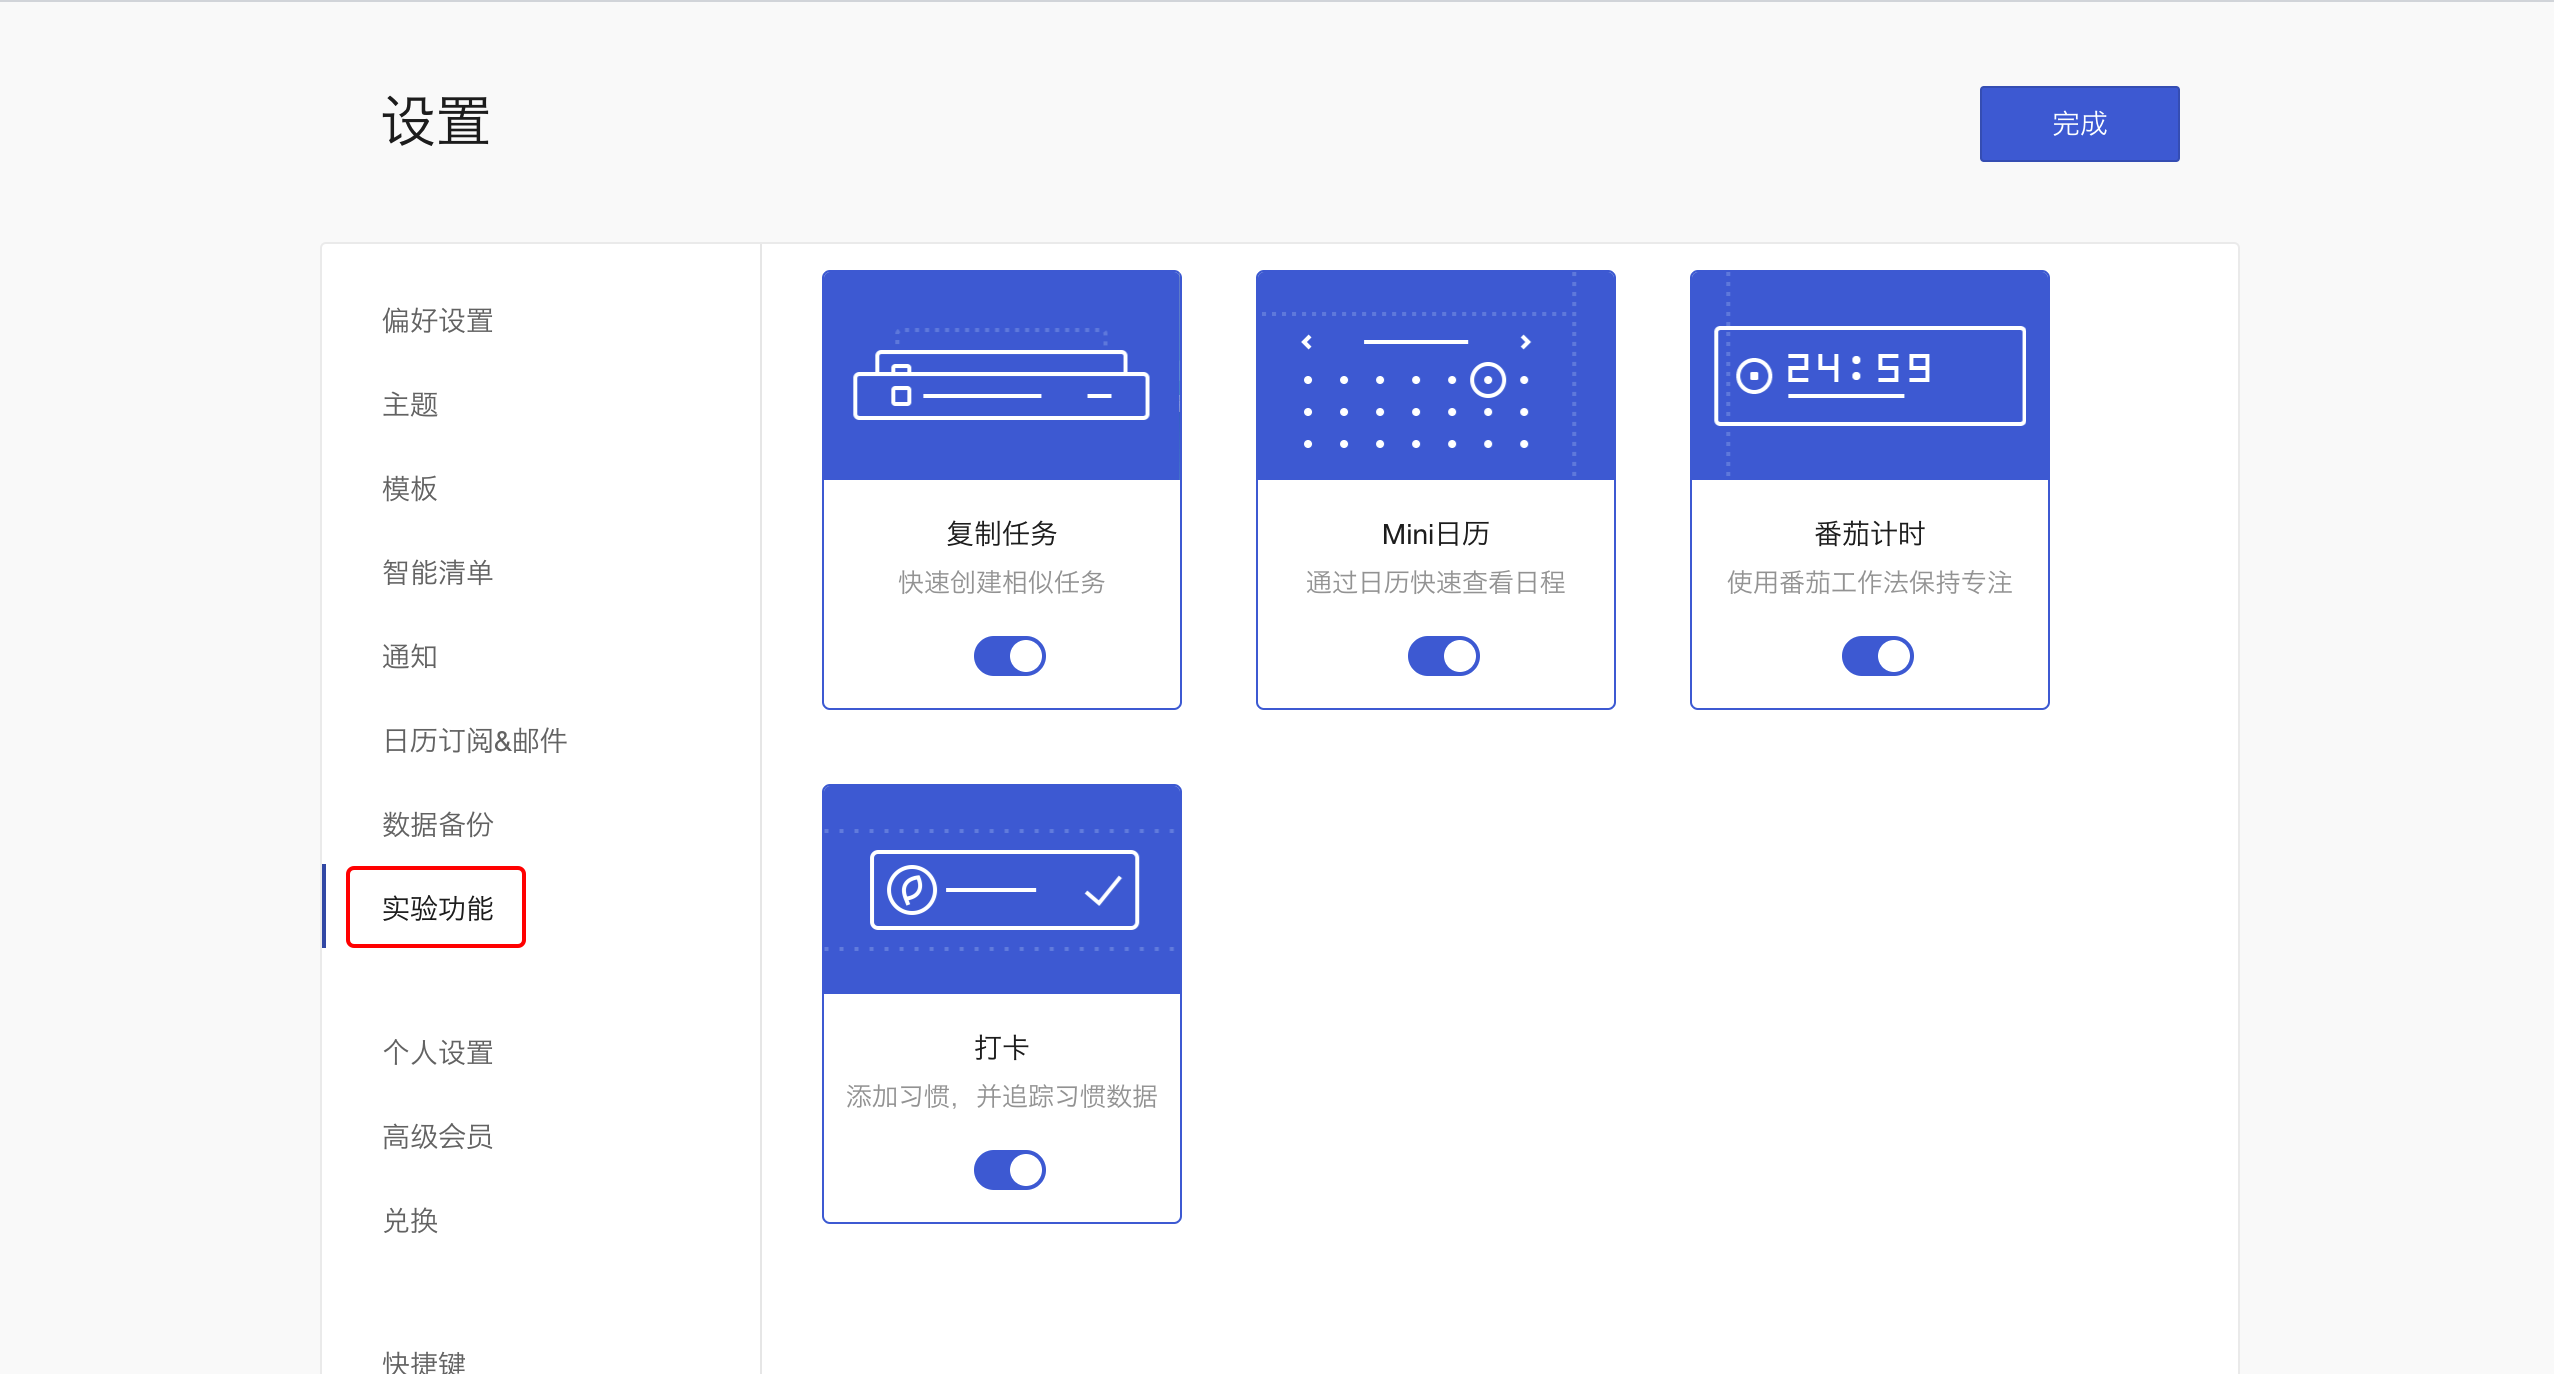 设置
完成
偏好设置
主题
模板
智能清单
通知
日历订阅&邮件
数据备份
实验功能
个人设置
高级会员
兑换
快捷键
复制任务
快速创建相似任务
Mini日历
通过日历快速查看日程
24:59
番茄计时
使用番茄工作法保持专注
打卡
添加习惯，并追踪习惯数据